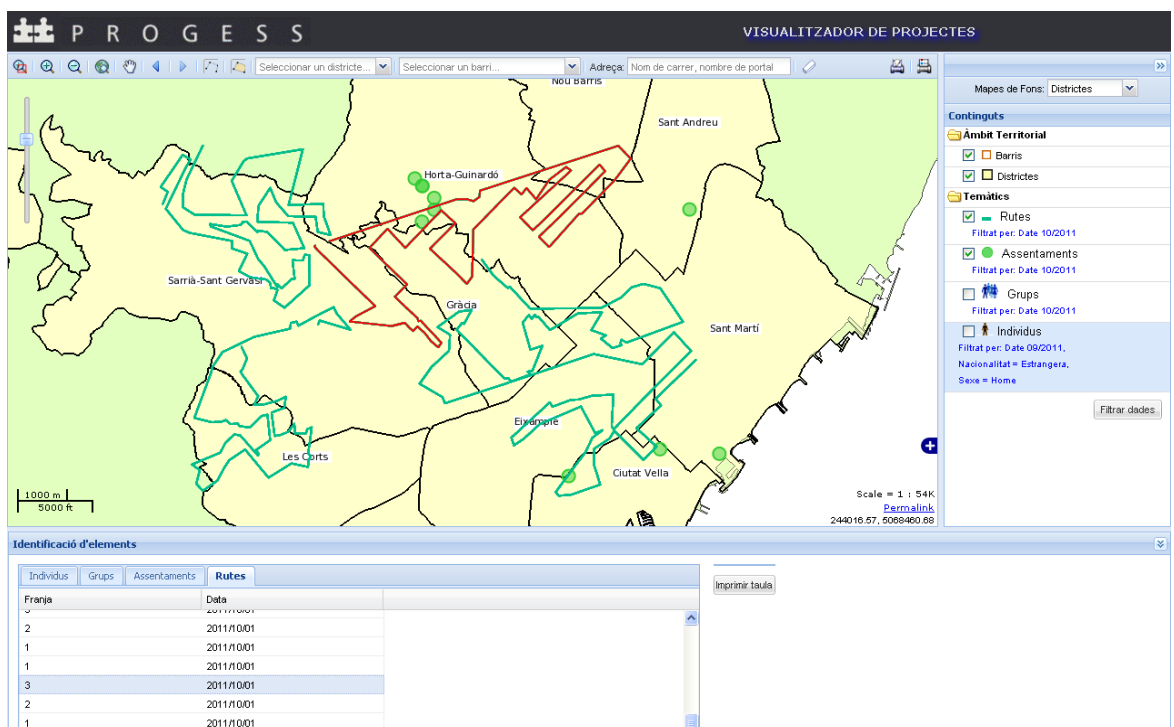 PROGESS
VISUALITZADOR DE PROJECTES
Seleccionar un districte...
Seleccionar un barri...
Adreça:
Nom de carrer, nombre de portal
Mapes de Fons:
Districtes
Continguts
Àmbit Territorial
Barris
Districtes
Temàtics
Rutes
Filtrat per: Date 10/2011
Assentaments
Filtrat per: Date 10/2011
Grups
Filtrat per: Date 10/2011
Individus
Filtrat per: Date 09/2011,
Nacionalitat = Estrangera,
Sexe = Home
Filtrar dades
Nou Barris
Sant Andreu
Horta-Guinardó
Sarrià-Sant Gervasi
Gràcia
Sant Martí
Eixample
Les Corts
Ciutat Vella
1000 m
5000 ft
Scale = 1 : 54K
Permalink
244016.57, 5068460.68
Identificació d'elements
Individus
Grups
Assentaments
Rutes
Imprimir taula
Franja Data
3 2011/10/01
2 2011/10/01
1 2011/10/01
1 2011/10/01
3 2011/10/01
2 2011/10/01
1 2011/10/01